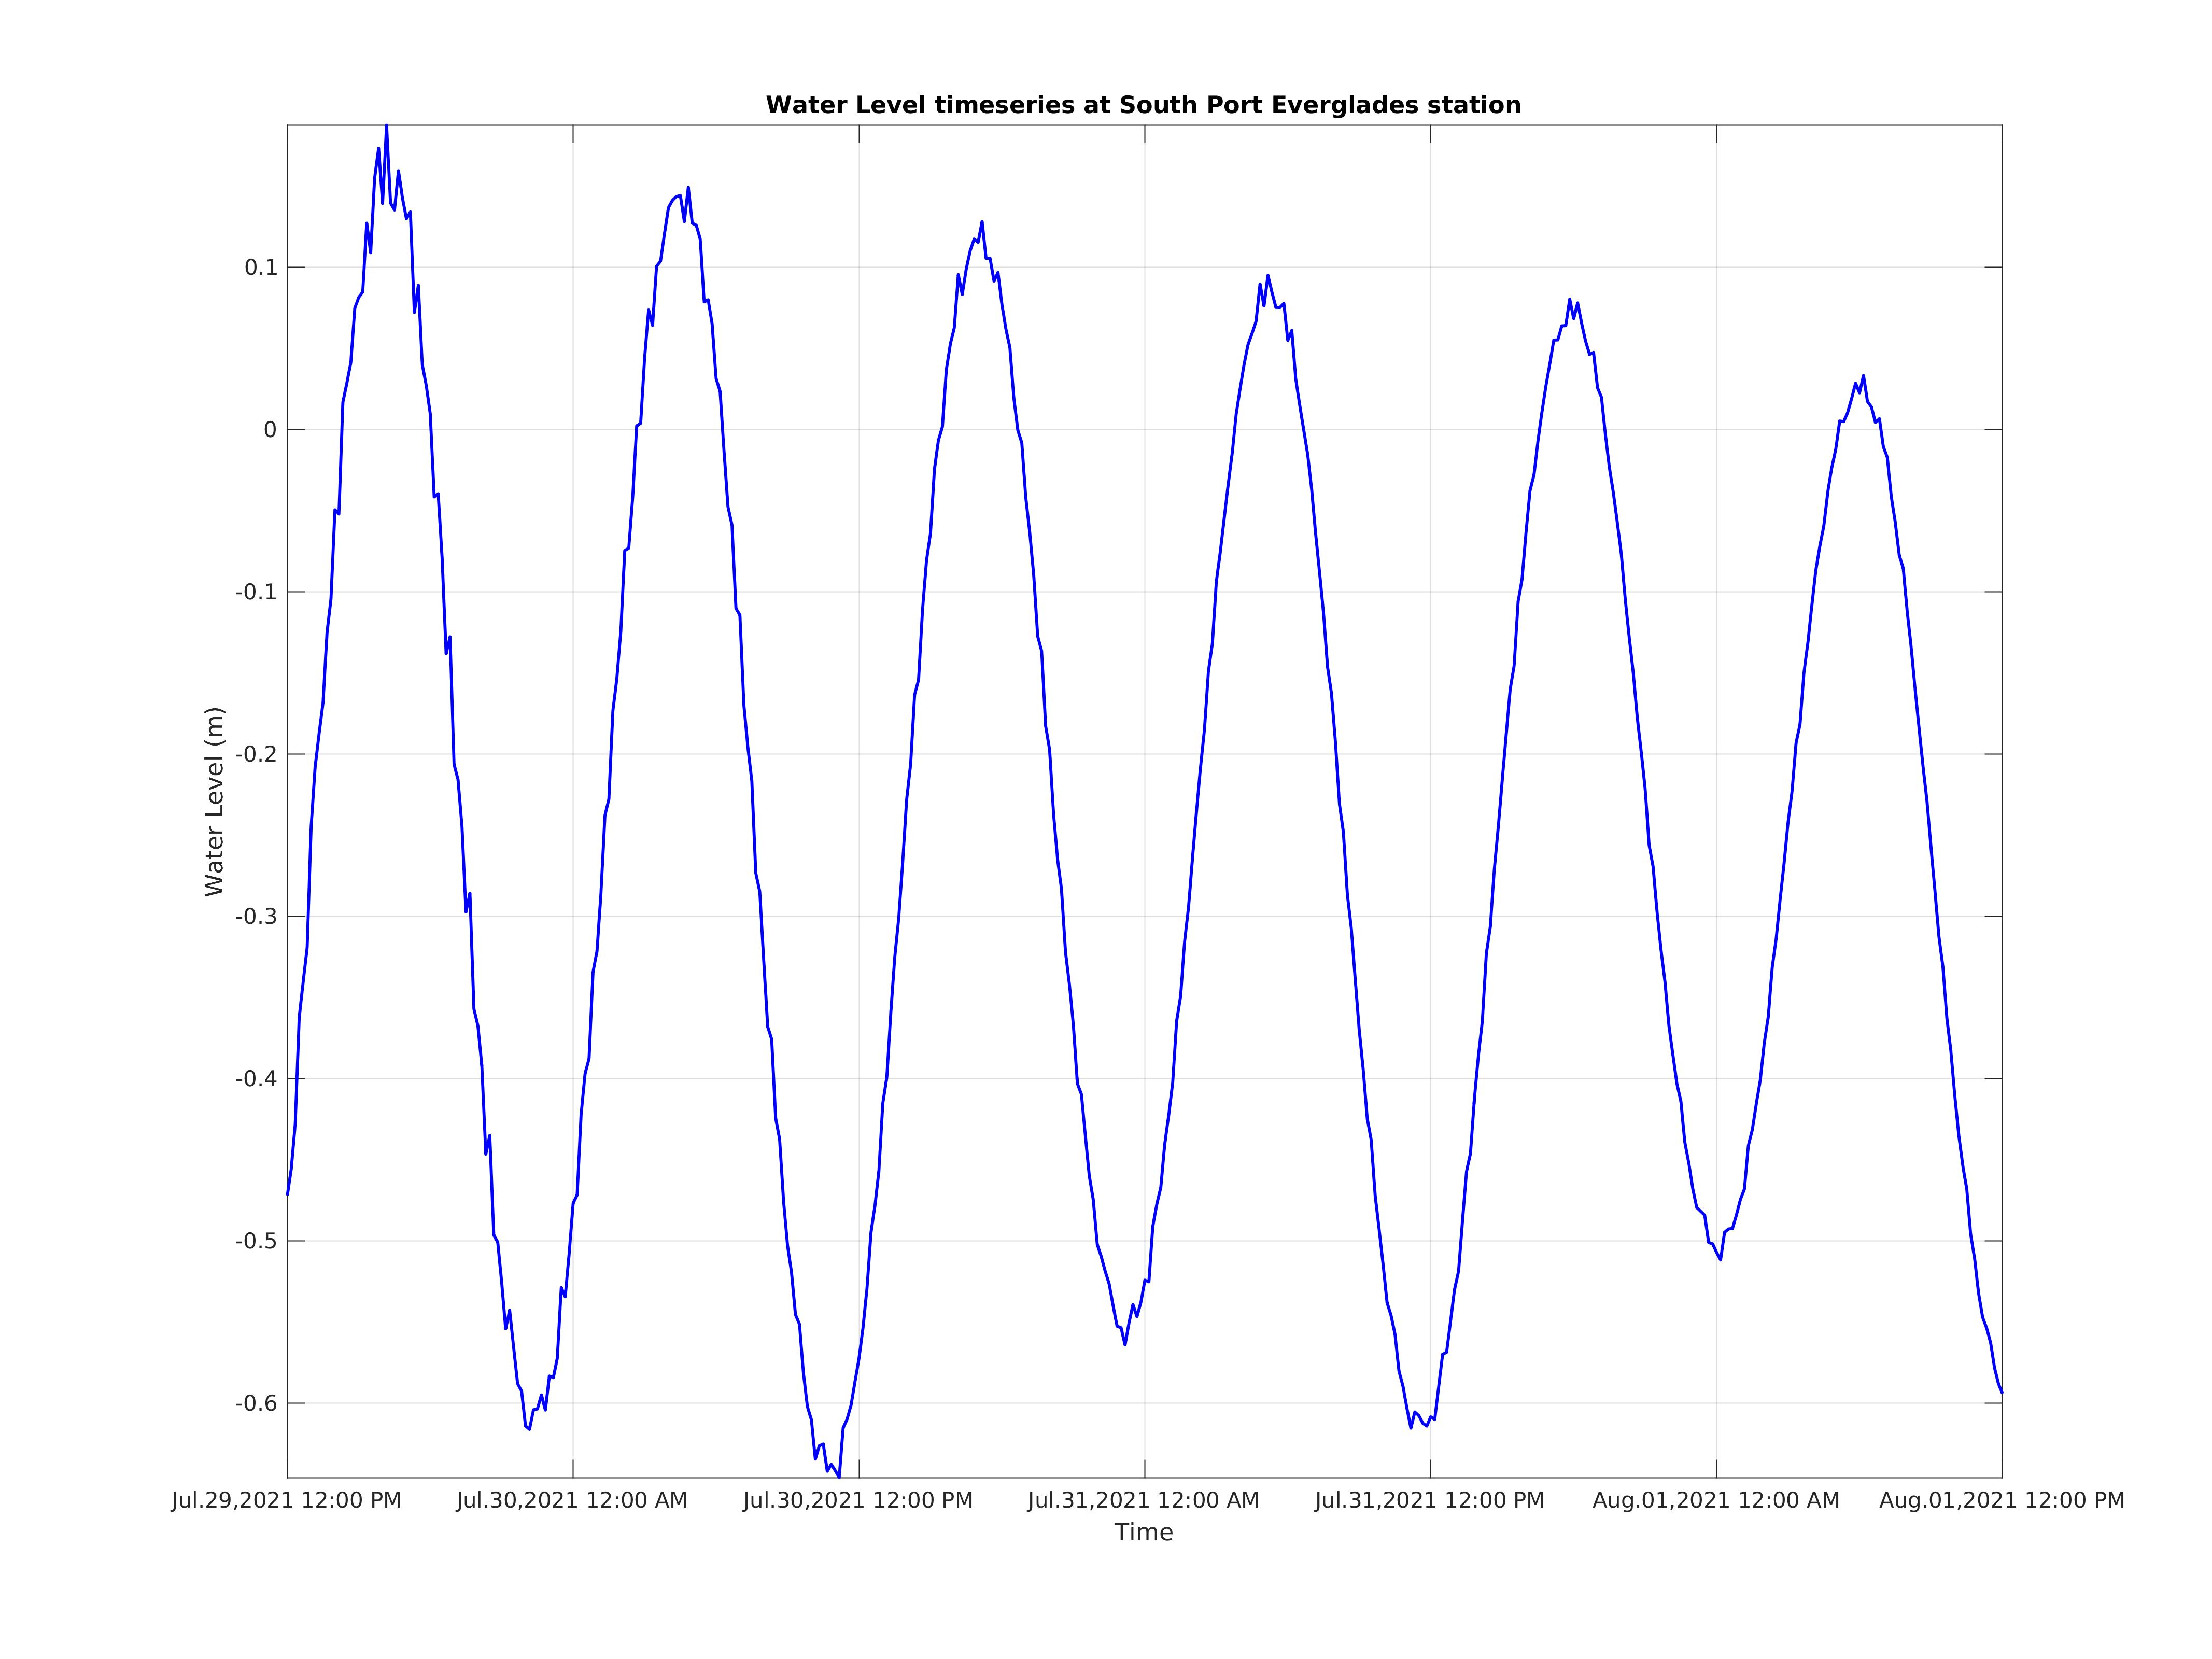 Water Level timeseries at South Port Everglades station
0.1
0
-0.1
-0.2
-0.3
-0.4
-0.5
-0.6
Water Level (m)
Jul.29,2021 12:00 PM Jul.30,2021 12:00 AM Jul.30,2021 12:00 PM Jul.31,2021 12:00 AM Jul.31,2021 12:00 PM Aug.01,2021 12:00 AM Aug.01,2021 12:00 PM
Time